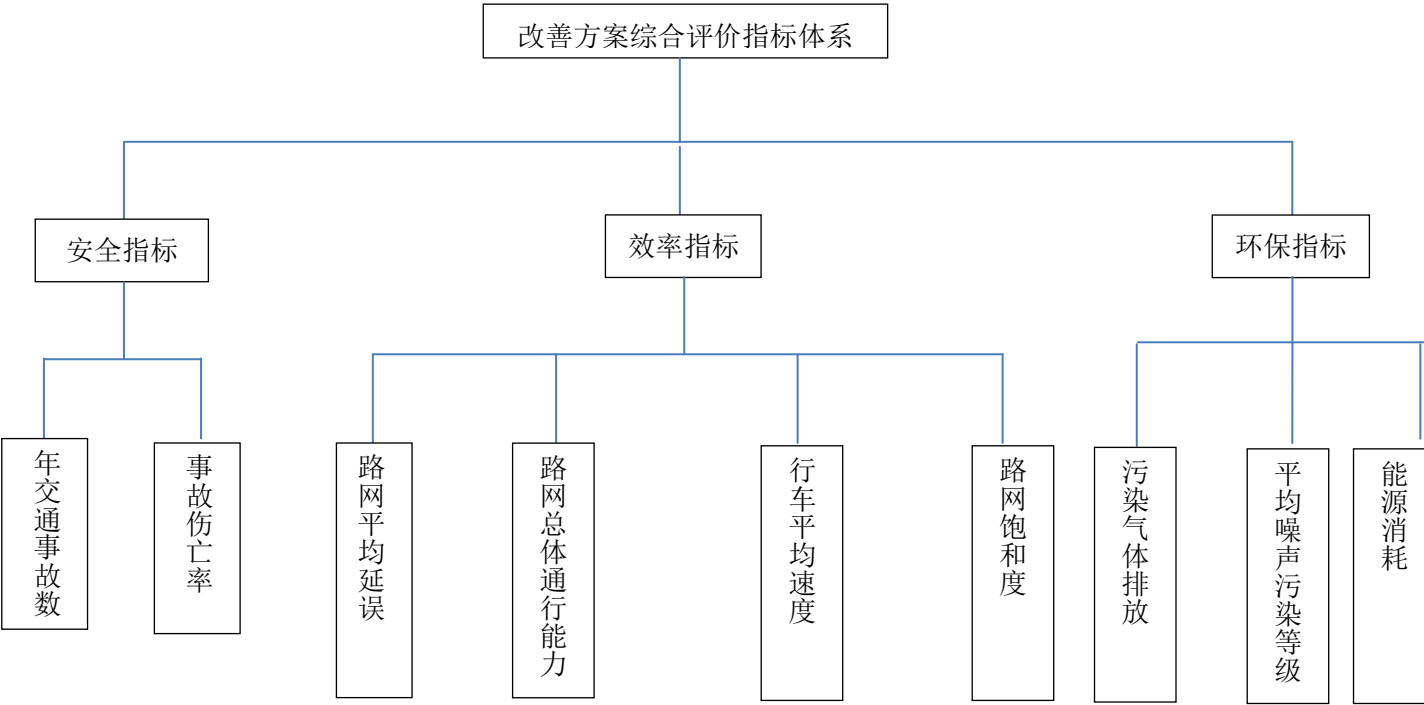 改善方案综合评价指标体系
安全指标
效率指标
环保指标
年交通事故数
事故伤亡率
路网平均延误
路网总体通行能力
行车平均速度
路网饱和度
污染气体排放
平均噪声污染等级
能源消耗